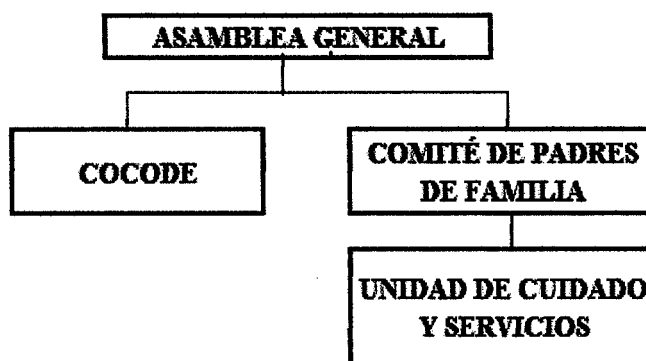 ASAMBLEA GENERAL
COCODE
COMITÉ DE PADRES
DE FAMILIA
UNIDAD DE CUIDADO
Y SERVICIOS